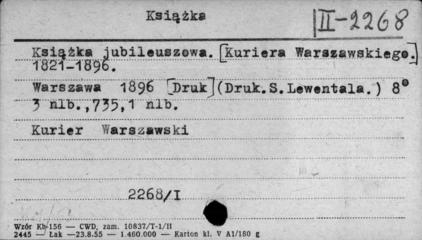 Książka
II-2268
Książka jubileuszowa. [Kuriera Warszawskiego.]
1821-1896.
Warszawa 1896 [Druk] (Druk.S.Lewentala.) 8°
3 nlb.,735,1 nlb.
Kurier Warszawski
2268/I
Wzór Kb-156 — CWD, zam. 10837/T-1/II
2445 — Łak —23.8.55 — 1.460.000 — Karton kl. V A1/180 g